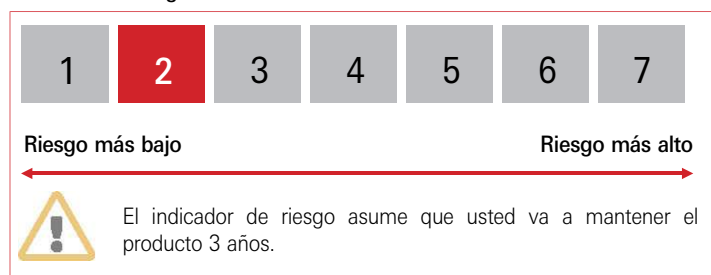 1 2 3 4 5 6 7
Riesgo más bajo Riesgo más alto
El indicador de riesgo asume que usted va a mantener el
producto 3 años.